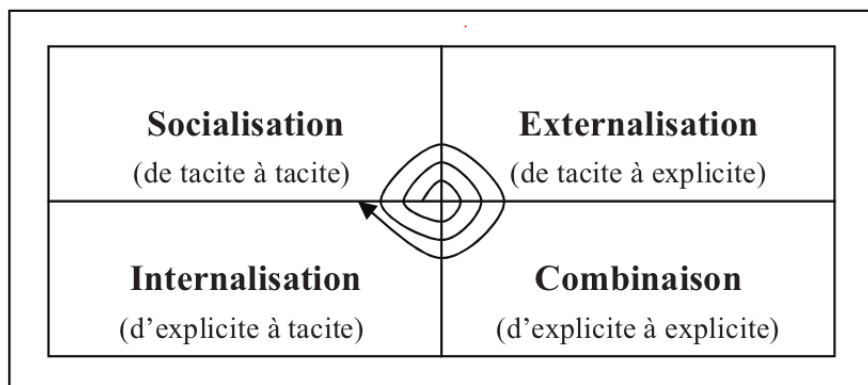 Socialisation
(de tacite à tacite)
Externalisation
(de tacite à explicite)
Internalisation
(d’explicite à tacite)
Combinaison
(d’explicite à explicite)